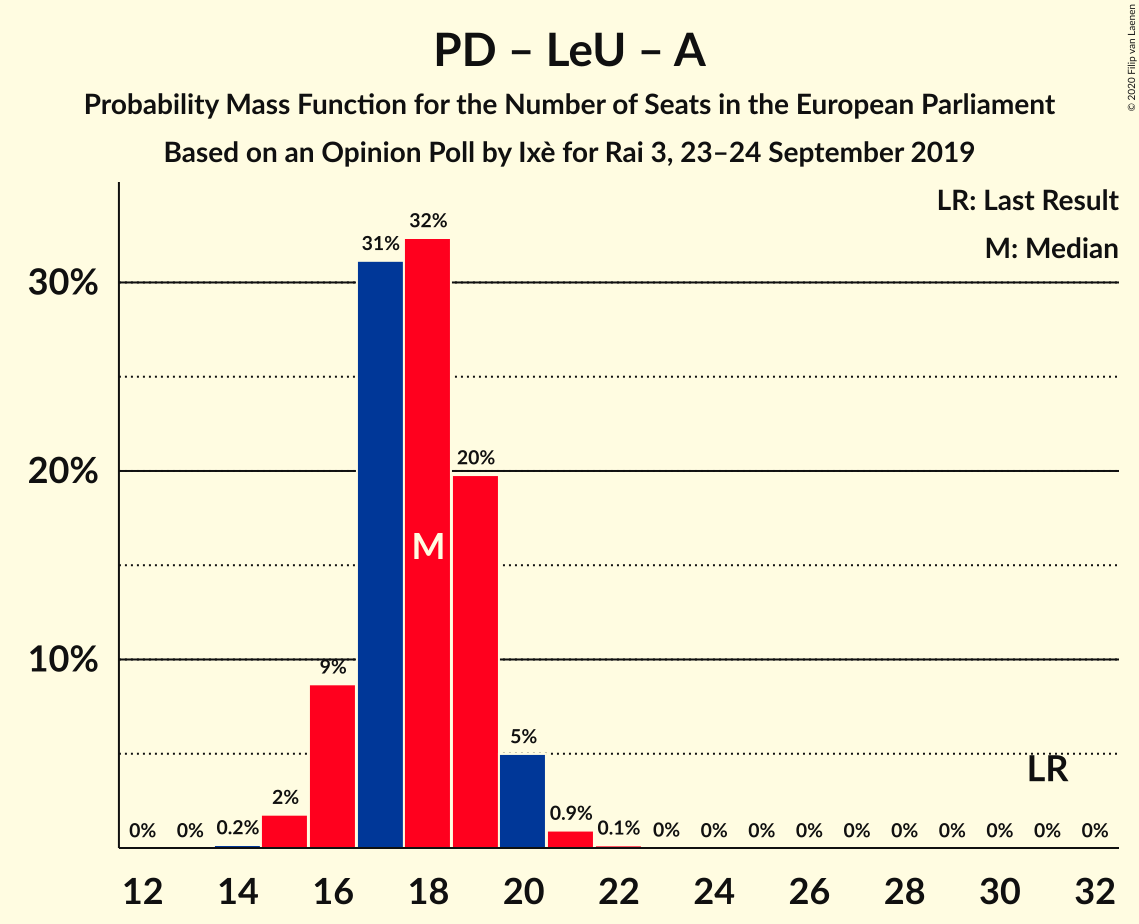 PD – LeU – A
Probability Mass Function for the Number of Seats in the European Parliament
Based on an Opinion Poll by Ixè for Rai 3, 23–24 September 2019
© 2020 Filip van Laenen
LR: Last Result
M: Median
30%
20%
10%
0% 0% 0.2% 2% 9% 31% 32% 20% 5% 0.9% 0.1% 0% 0% 0% 0% 0% 0% 0% 0% 0% 0%
M
LR
12 14 16 18 20 22 24 26 28 30 32